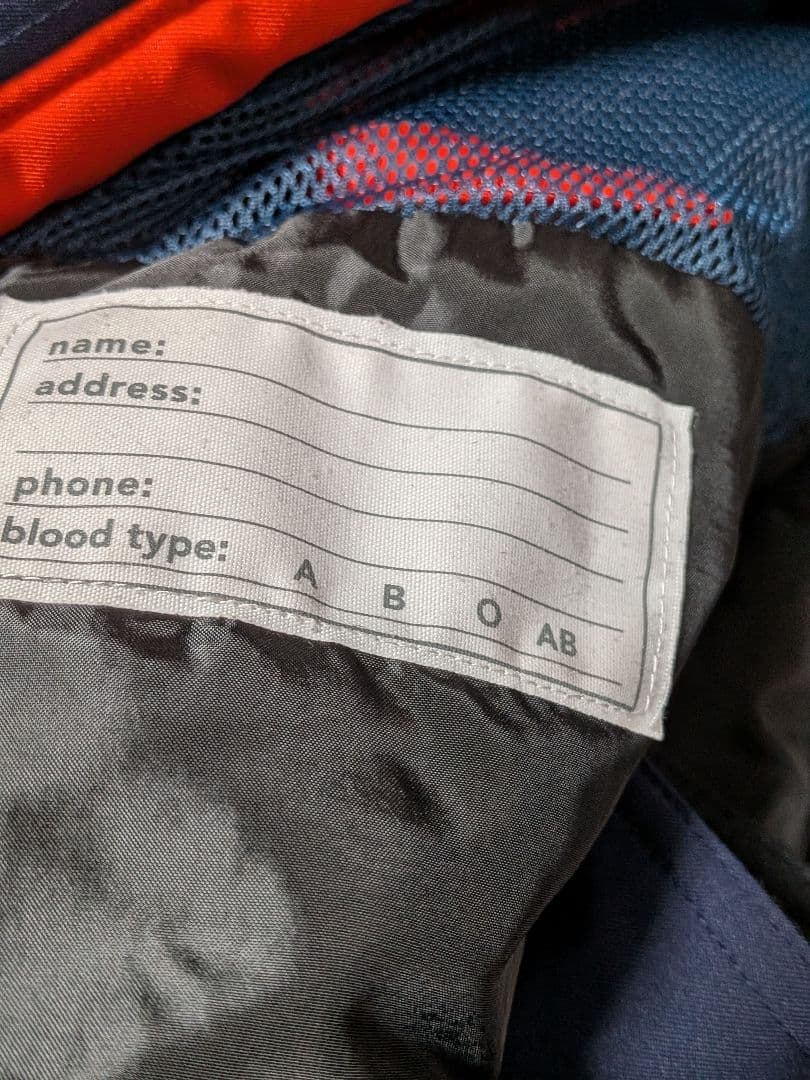 name:
address:
phone:
blood type: A B O AB